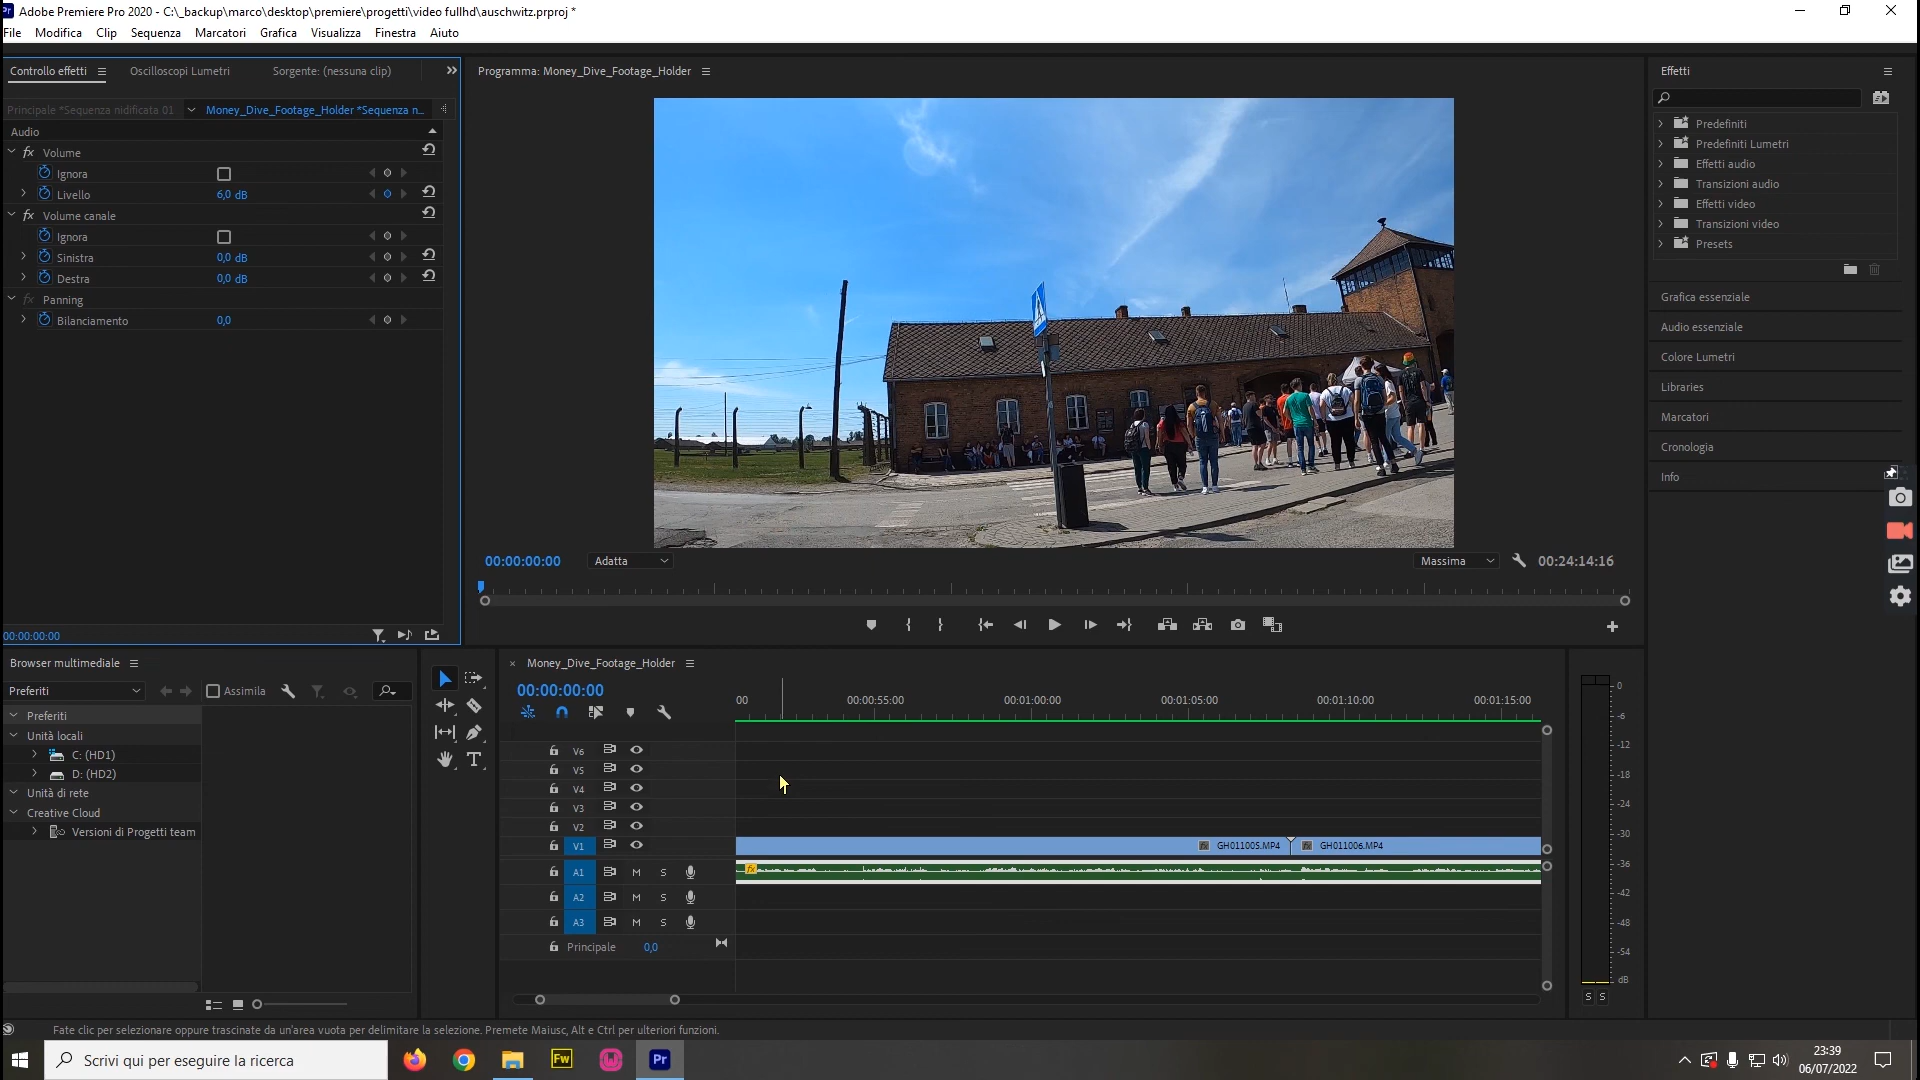 Pr Adobe Premiere Pro 2020 - C:\_backup\marco\desktop\premiere\progetti\video fullhd\auschwitz.prproj *
File Modifica Clip Sequenza Marcatori Grafica Visualizza Finestra Aiuto
Controllo effetti Oscilloscopi Lumetri Sorgente: (nessuna clip)
Principale *Sequenza nidificata 01 Money_Dive_Footage_Holder *Sequenza n...
Audio
fx Volume
Ignora
Livello 6,0 dB
fx Volume canale
Ignora
Sinistra 0,0 dB
Destra 0,0 dB
fx Panning
Bilanciamento 0,0
00:00:00:00
Programma: Money_Dive_Footage_Holder
00:00:00:00 Adatta Massima 00:24:14:16
Effetti
Predefiniti
Predefiniti Lumetri
Effetti audio
Transizioni audio
Effetti video
Transizioni video
Presets
Grafica essenziale
Audio essenziale
Colore Lumetri
Libraries
Marcatori
Cronologia
Info
Browser multimediale
Preferiti Assimila
Preferiti
Unità locali
C: (HD1)
D: (HD2)
Unità di rete
Creative Cloud
Versioni di Progetti team
× Money_Dive_Footage_Holder
00:00:00:00
00 00:00:55:00 00:01:00:00 00:01:05:00 00:01:10:00 00:01:15:00
V6
V5
V4
V3
V2
V1 fx GH011005.MP4 fx GH011006.MP4
A1 M S fx
A2 M S
A3 M S
Principale 0,0
0
-6
-12
-18
-24
-30
-36
-42
-48
-54
dB
S S
Fate clic per selezionare oppure trascinate da un'area vuota per delimitare la selezione. Premete Maiusc, Alt e Ctrl per ulteriori funzioni.
Scrivi qui per eseguire la ricerca Fw Pr
23:39
06/07/2022